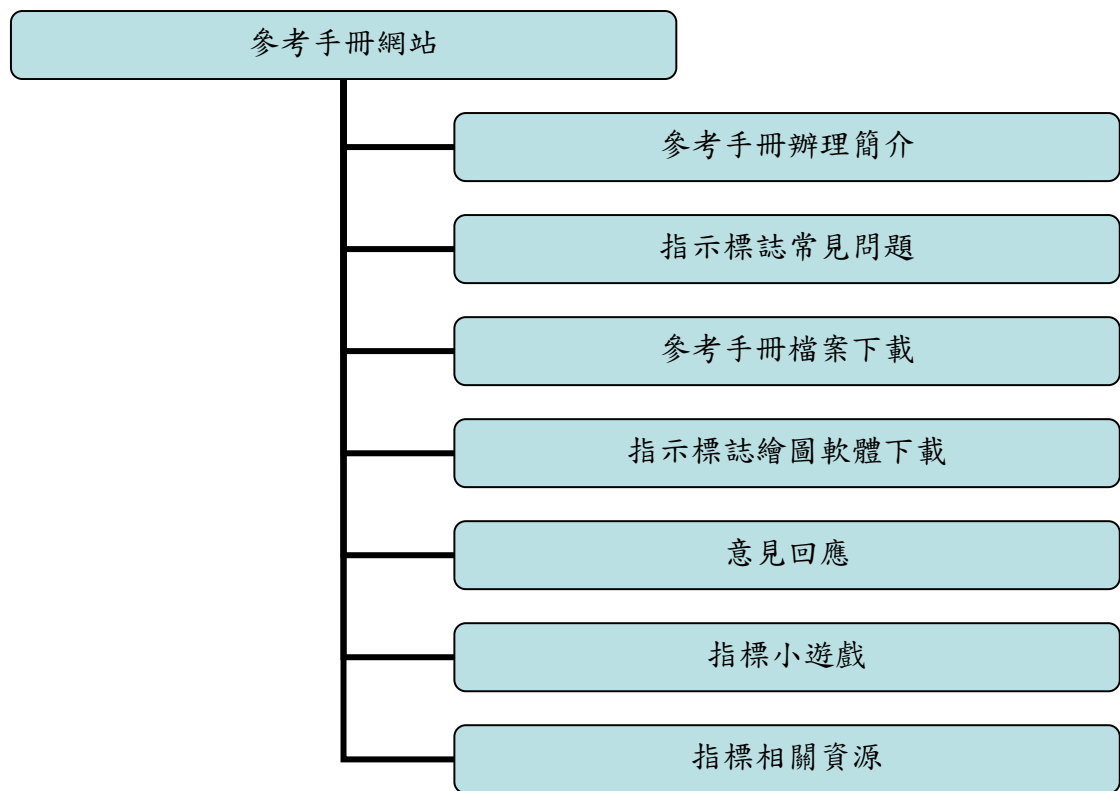 參考手冊網站
參考手冊辦理簡介
指示標誌常見問題
參考手冊檔案下載
指示標誌繪圖軟體下載
意見回應
指標小遊戲
指標相關資源